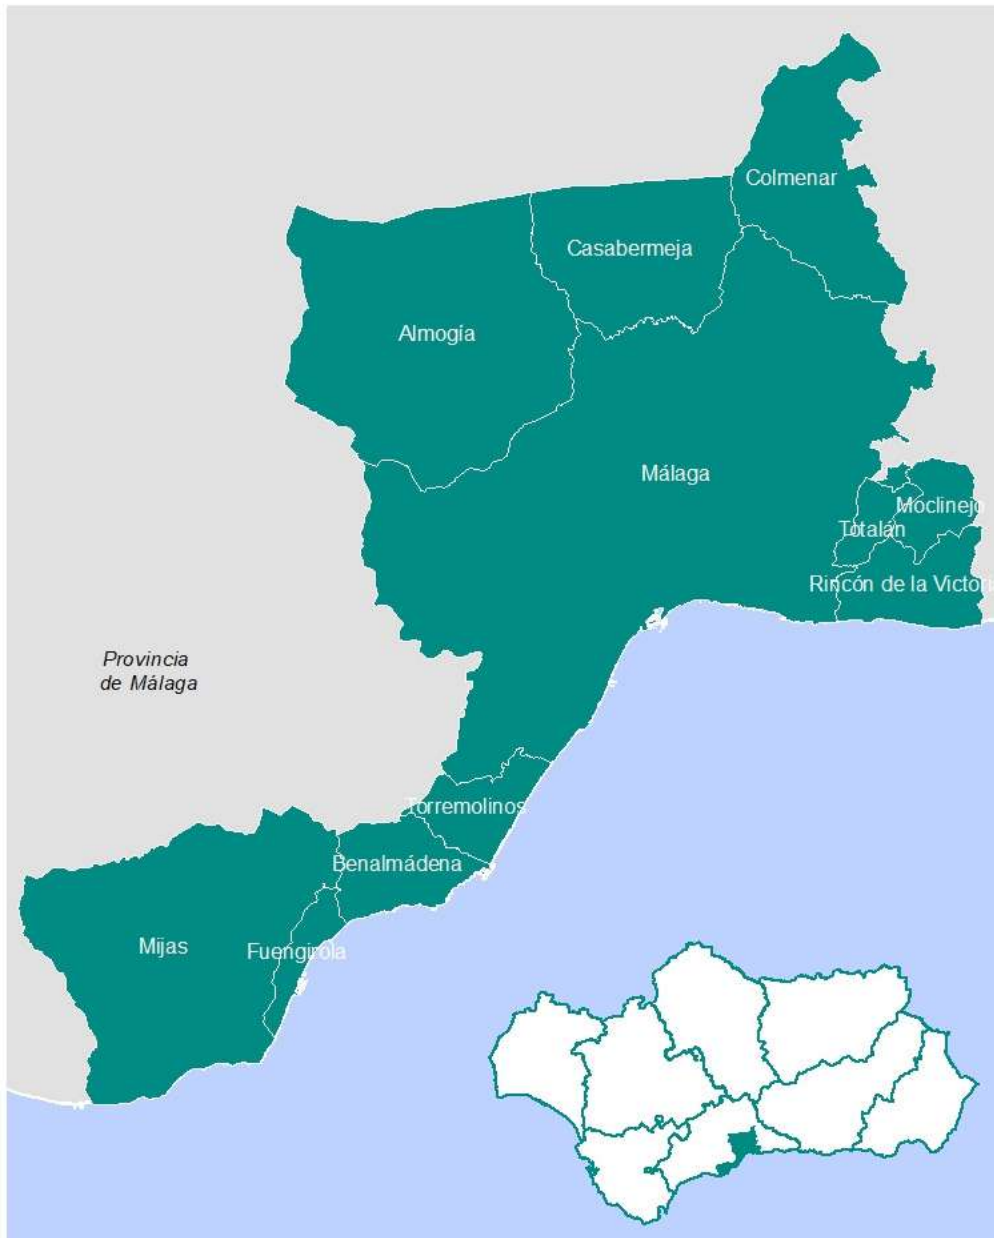 Colmenar
Casabermeja
Almogía
Málaga
Moclinejo
Totalán
Rincón de la Victori
Provincia
de Málaga
Torremolinos
Benalmádena
Mijas
Fuengirola